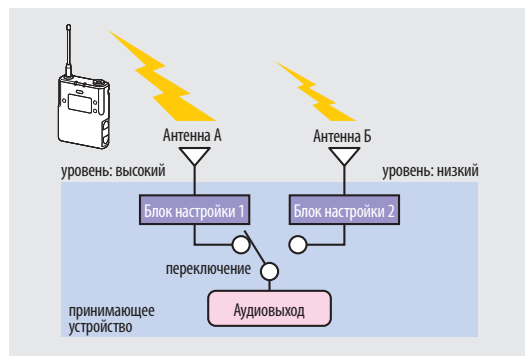 Антенна А
Антенна Б
уровень: высокий
уровень: низкий
Блок настройки 1
Блок настройки 2
переключение
Аудиовыход
принимающее
устройство